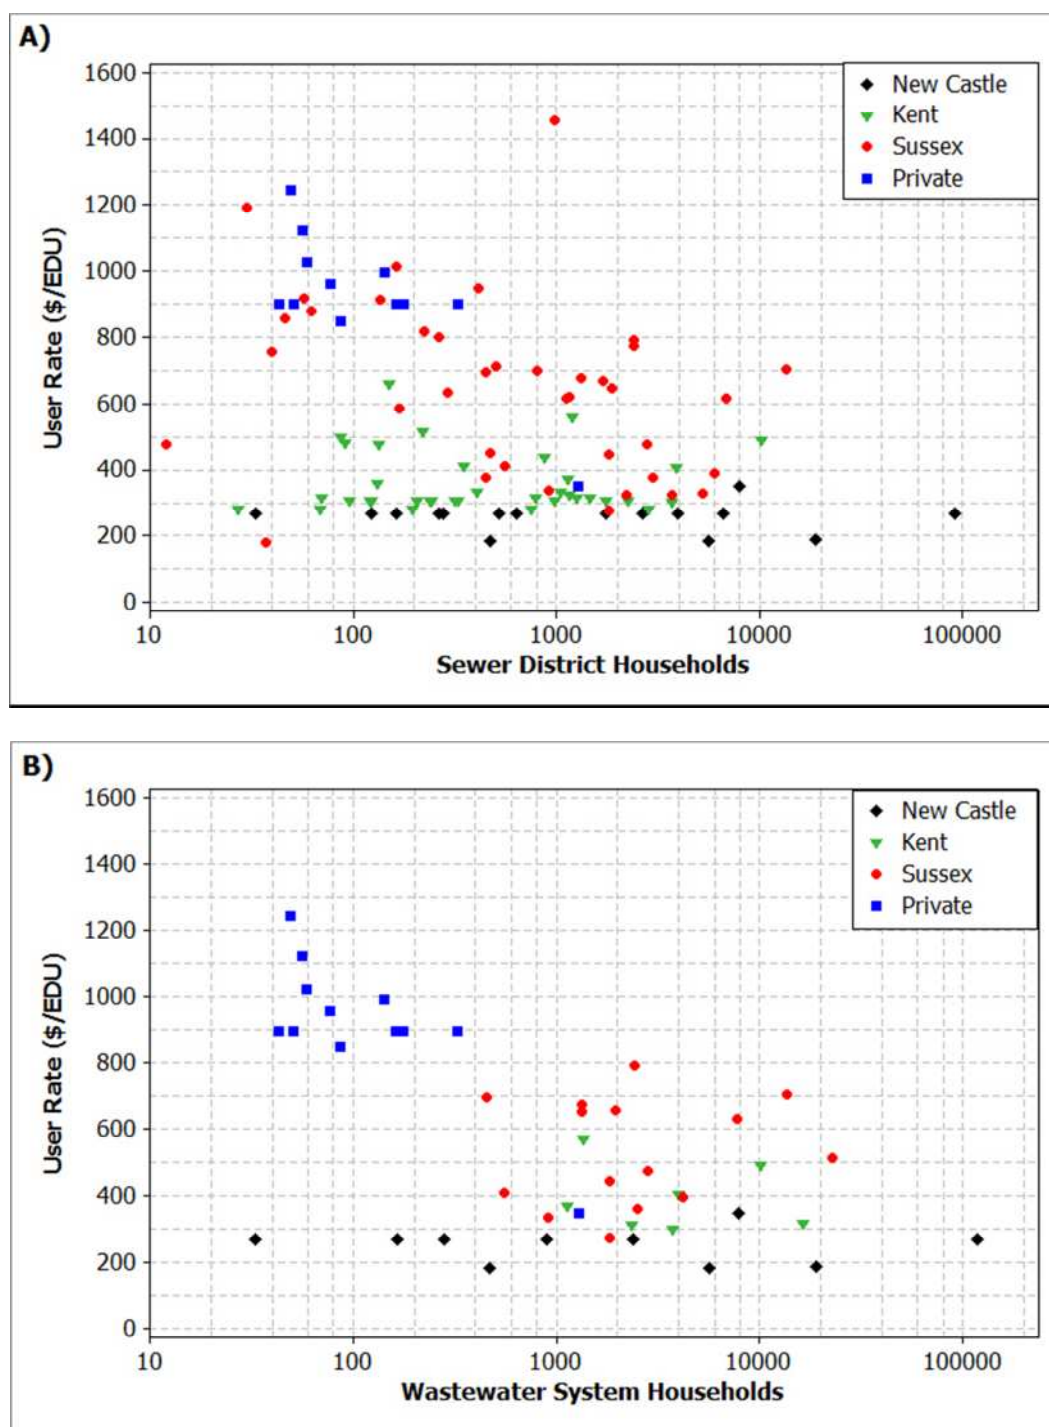 A)
1600
1400
1200
1000
800
600
400
200
0
User Rate ($/EDU)
New Castle
Kent
Sussex
Private
10 100 1000 10000 100000
Sewer District Households
B)
1600
1400
1200
1000
800
600
400
200
0
User Rate ($/EDU)
New Castle
Kent
Sussex
Private
10 100 1000 10000 100000
Wastewater System Households